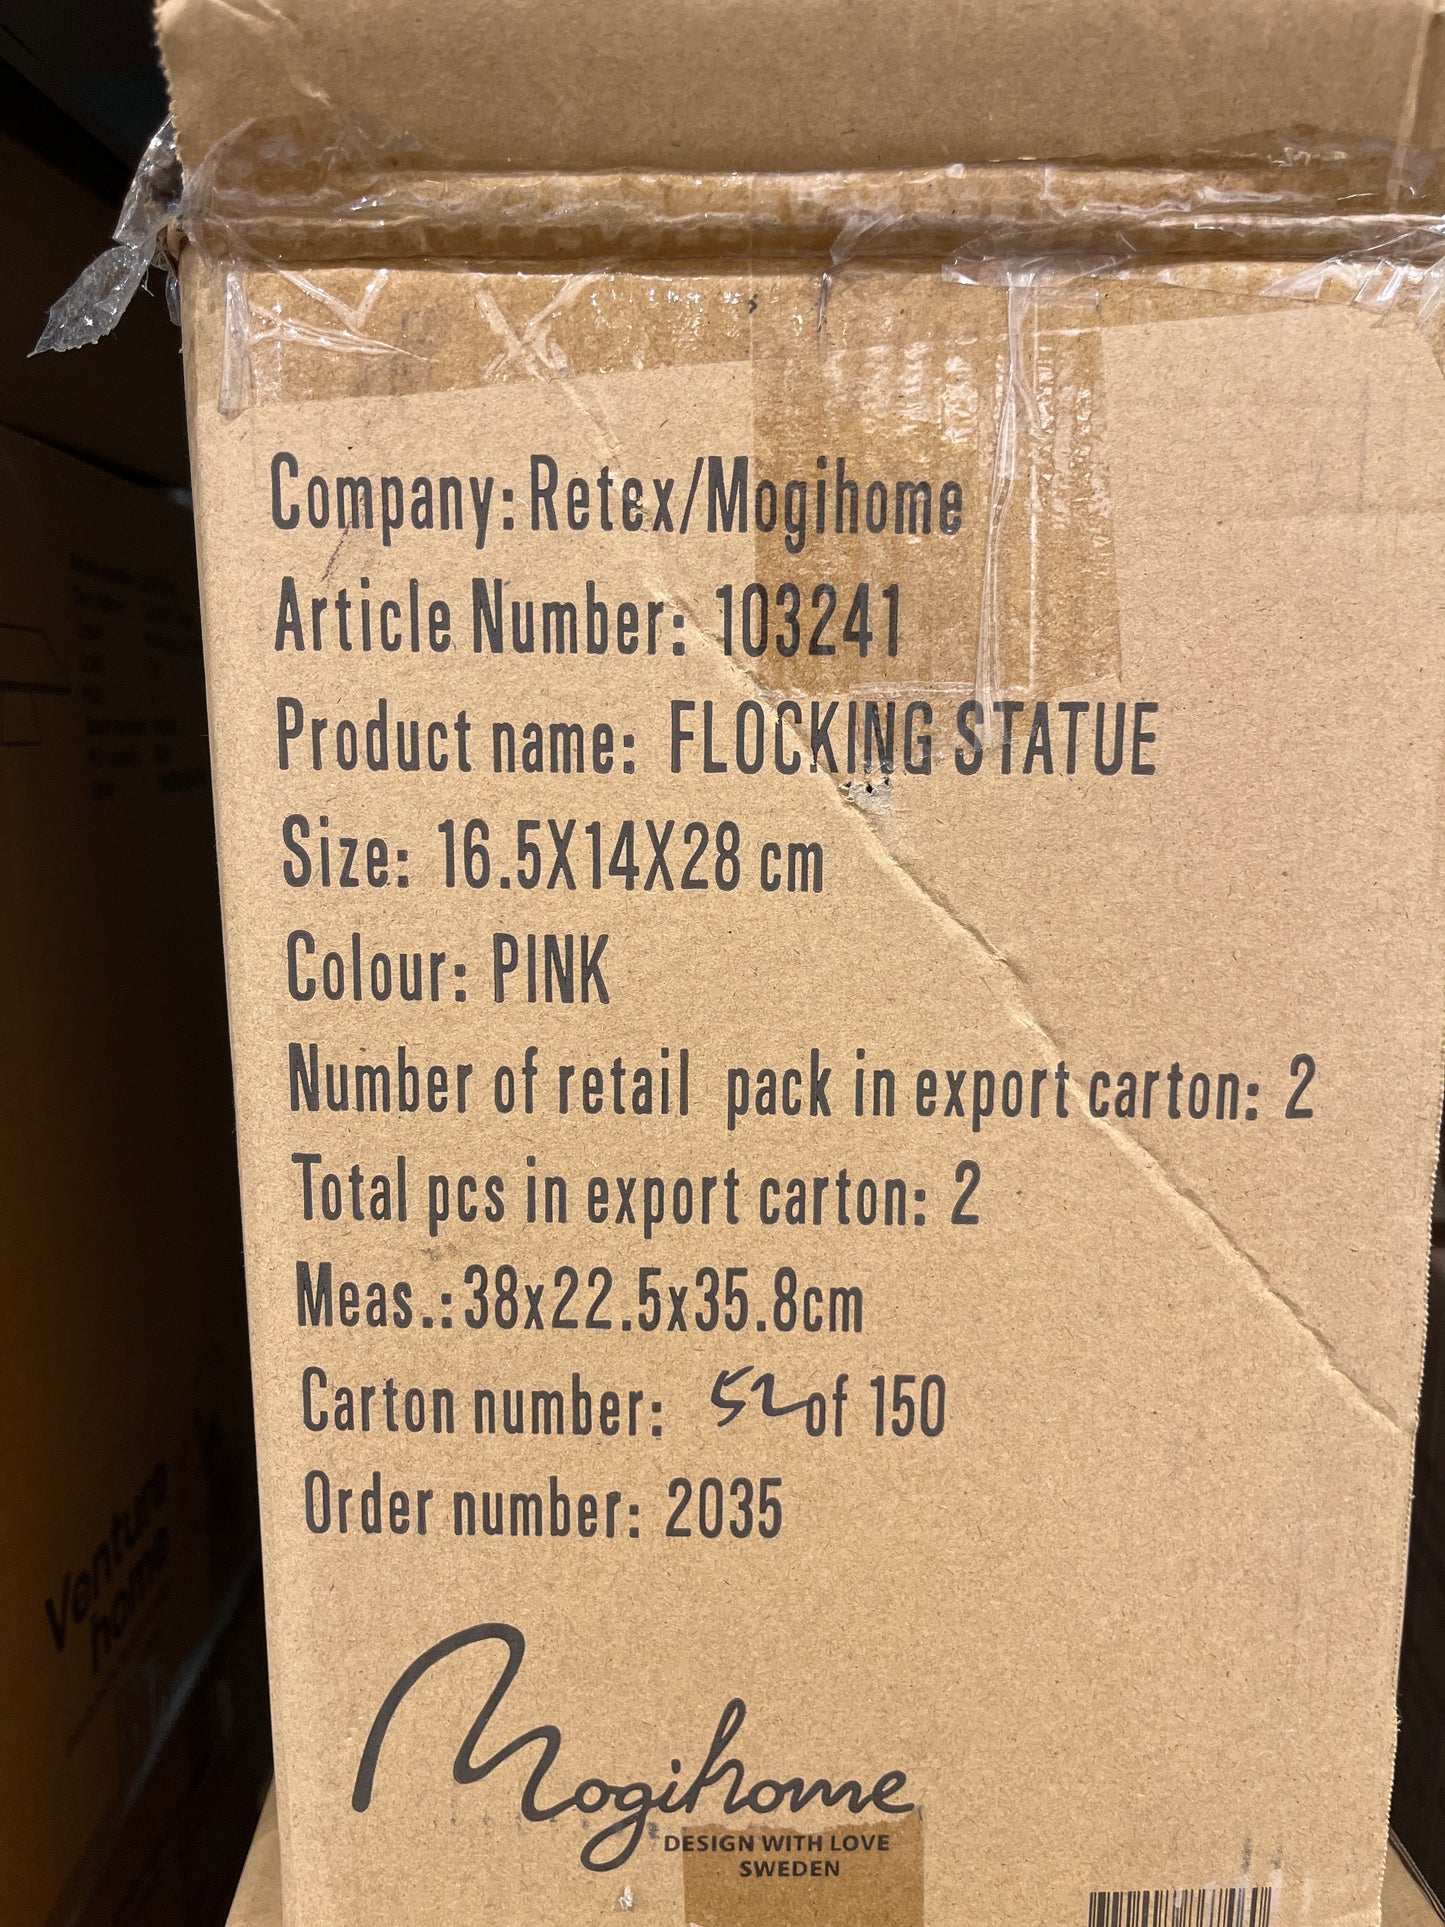 Company: Retex/Mogihome
Article Number: 103241
Product name: FLOCKING STATUE
Size: 16.5X14X28 cm
Colour: PINK
Number of retail pack in export carton: 2
Total pcs in export carton: 2
Meas.:38x22.5x35.8cm
Carton number: 52 of 150
Order number: 2035
Mogihome
DESIGN WITH LOVE
SWEDEN
Venture
home